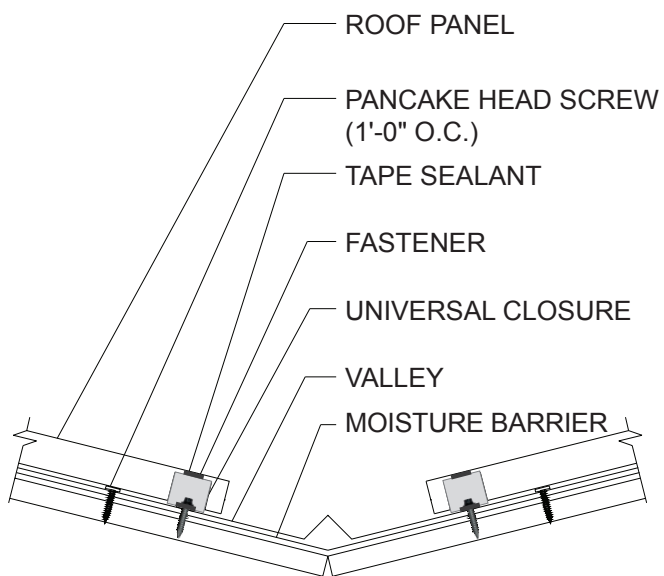 ROOF PANEL
PANCAKE HEAD SCREW
(1'-0" O.C.)
TAPE SEALANT
FASTENER
UNIVERSAL CLOSURE
VALLEY
MOISTURE BARRIER